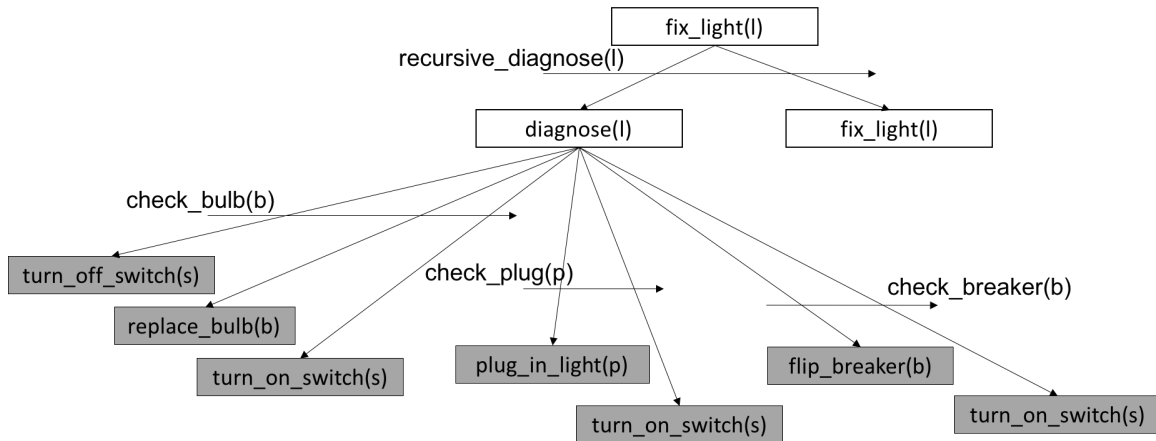 fix_light(l)
recursive_diagnose(l)
diagnose(l)
fix_light(l)
check_bulb(b)
turn_off_switch(s)
check_plug(p)
check_breaker(b)
replace_bulb(b)
turn_on_switch(s)
plug_in_light(p)
flip_breaker(b)
turn_on_switch(s)
turn_on_switch(s)